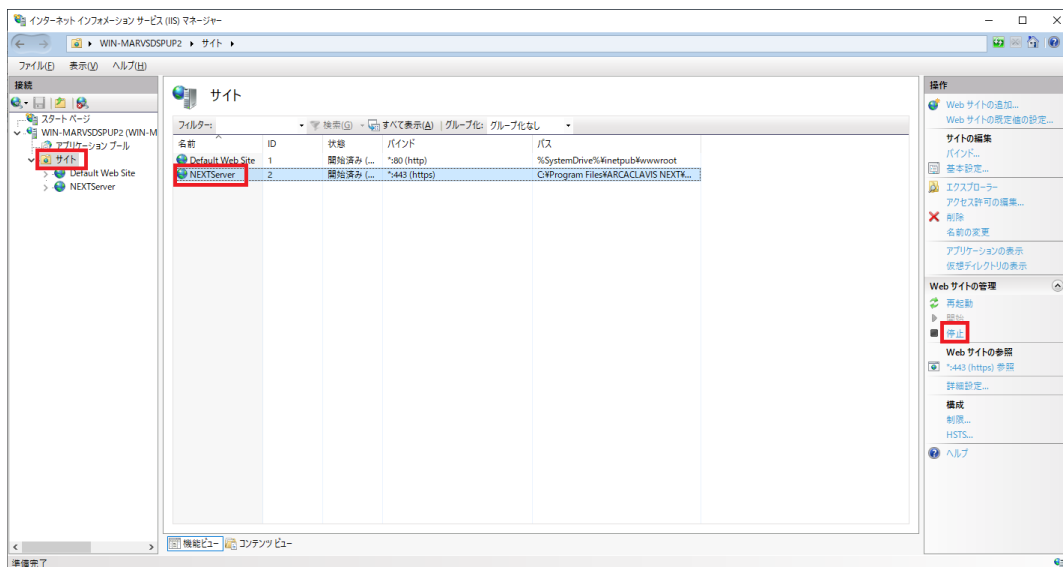 インターネット インフォメーション サービス (IIS) マネージャー
WIN-MARVSDSPUP2 サイト
ファイル(F) 表示(V) ヘルプ(H)
接続
スタート ページ
WIN-MARVSDSPUP2 (WIN-M
アプリケーション プール
サイト
Default Web Site
NEXTServer
サイト
フィルター: 検索(G) すべて表示(A) グループ化: グループ化なし
名前 ID 状態 バインド パス
Default Web Site 1 開始済み (... *:80 (http) %SystemDrive%¥inetpub¥wwwroot
NEXTServer 2 開始済み (... *:443 (https) C:¥Program Files¥ARCACLAVIS NEXT¥...
機能ビュー コンテンツ ビュー
操作
Web サイトの追加...
Web サイトの既定値の設定...
サイトの編集
バインド...
基本設定...
エクスプローラー
アクセス許可の編集...
削除
名前の変更
アプリケーションの表示
仮想ディレクトリの表示
Web サイトの管理
再起動
開始
停止
Web サイトの参照
*:443 (https) 参照
詳細設定...
構成
制限...
HSTS...
ヘルプ
準備完了